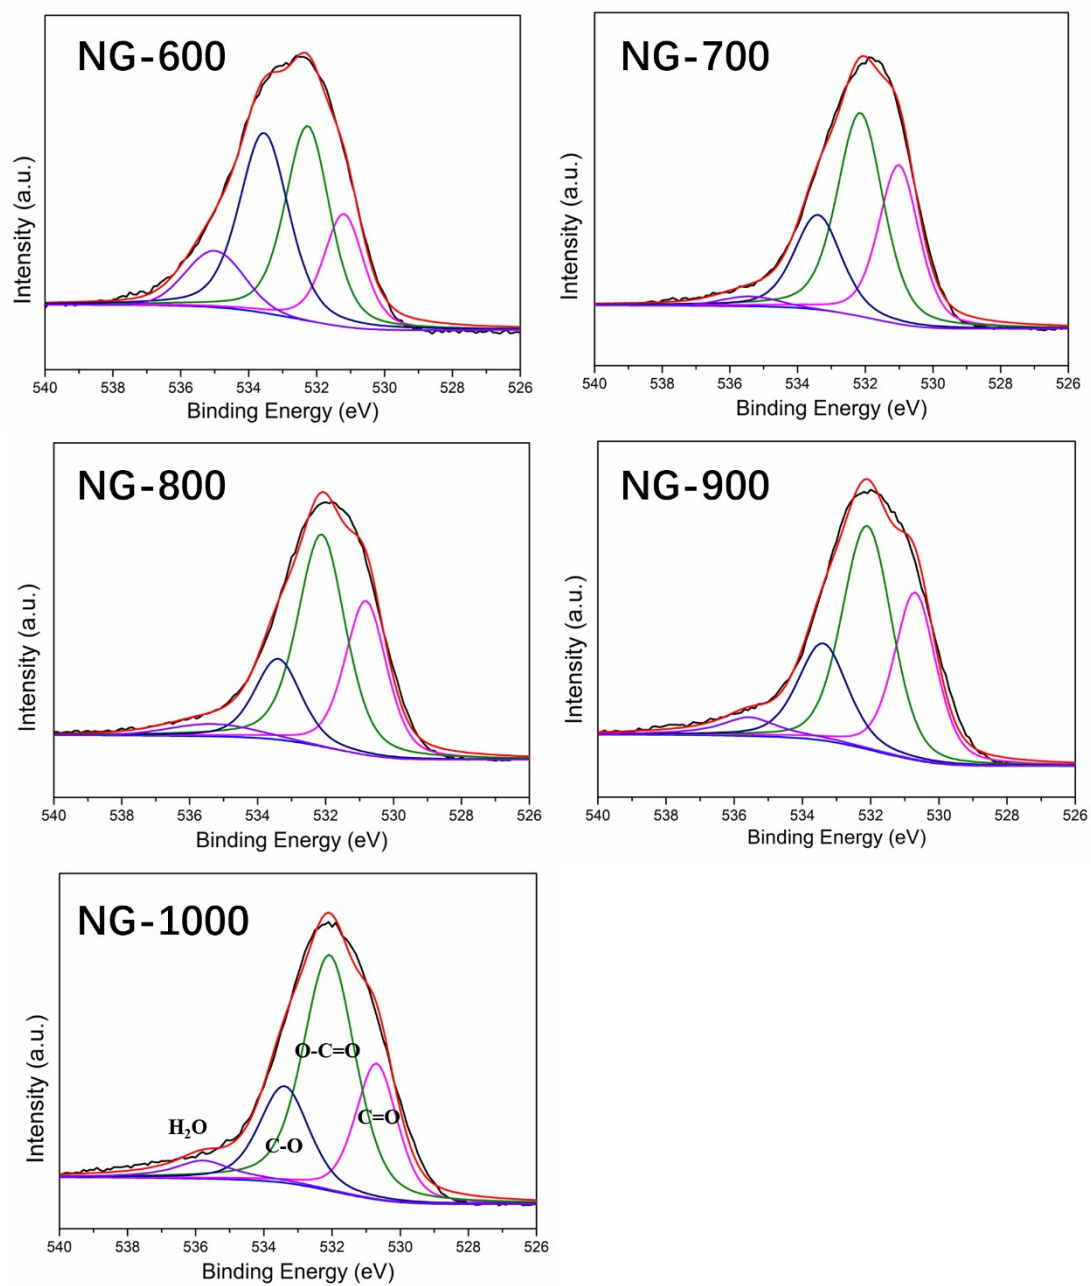 NG-600
Intensity (a.u.)
540 538 536 534 532 530 528 526
Binding Energy (eV)
NG-700
Intensity (a.u.)
540 538 536 534 532 530 528 526
Binding Energy (eV)
NG-800
Intensity (a.u.)
540 538 536 534 532 530 528 526
Binding Energy (eV)
NG-900
Intensity (a.u.)
540 538 536 534 532 530 528 526
Binding Energy (eV)
NG-1000
Intensity (a.u.)
O-C=O
C=O
H₂O
C-O
540 538 536 534 532 530 528 526
Binding Energy (eV)